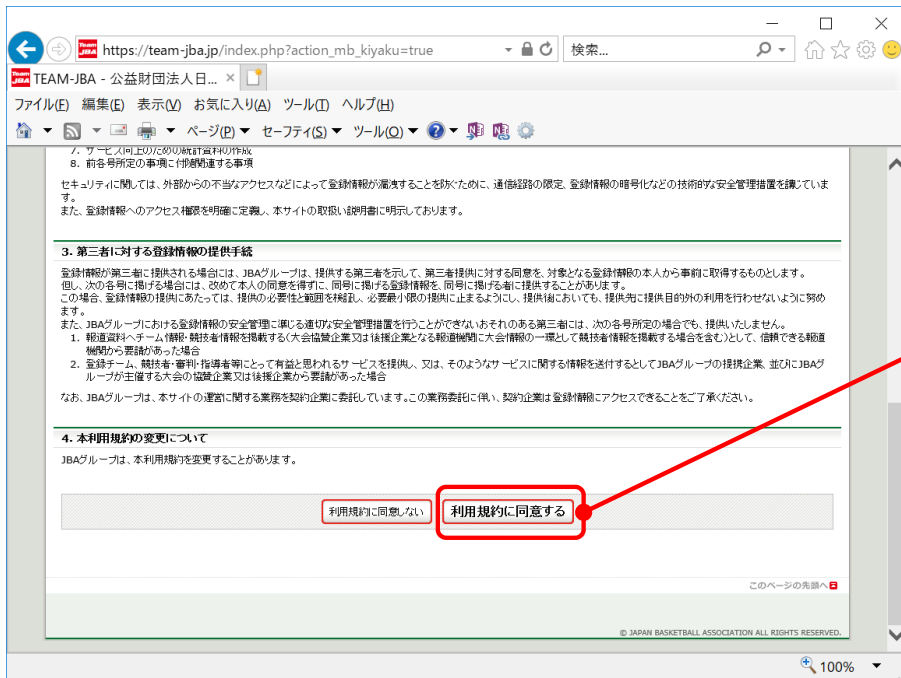 https://team-jba.jp/index.php?action_mb_kiyaku=true
検索...
Team JBA
TEAM-JBA - 公益財団法人日...
ファイル(F) 編集(E) 表示(V) お気に入り(A) ツール(T) ヘルプ(H)
ページ(P) セーフティ(S) ツール(O)
7. サービス向上のための統計資料の作成
8. 前各号所定の事項に付随関連する事項
セキュリティに関しては、外部からの不当なアクセスなどによって登録情報が漏洩することを防ぐために、通信経路の限定、登録情報の暗号化などの技術的な安全管理措置を講じていま
す。
また、登録情報へのアクセス権限を明確に定義し、本サイトの取扱い説明書に明示しております。
3. 第三者に対する登録情報の提供手続
登録情報が第三者に提供される場合には、JBAグループは、提供する第三者を示して、第三者提供に対する同意を、対象となる登録情報の本人から事前に取得するものとします。
但し、次の各号に掲げる場合には、改めて本人の同意を得ずに、同号に掲げる登録情報を、同号に掲げる者に提供することがあります。
この場合、登録情報の提供にあたっては、提供の必要性と範囲を検討し、必要最小限の提供に止まるようにし、提供後においても、提供先に提供目的外の利用を行わせないように努め
ます。
また、JBAグループにおける登録情報の安全管理に準じる適切な安全管理措置を行うことができないおそれのある第三者には、次の各号所定の場合でも、提供いたしません。
1. 報道資料へチーム情報・競技者情報を掲載する(大会協賛企業又は後援企業となる報道機関に大会情報の一環として競技者情報を掲載する場合を含む)として、信頼できる報道
機関から要請があった場合
2. 登録チーム、競技者・審判・指導者等にとって有益と思われるサービスを提供し、又は、そのようなサービスに関する情報を送付するとしてJBAグループの提携企業、並びにJBAグ
ループが主催する大会の協賛企業又は後援企業から要請があった場合
なお、JBAグループは、本サイトの運営に関する業務を契約企業に委託しています。この業務委託に伴い、契約企業は登録情報にアクセスできることをご了承ください。
4. 本利用規約の変更について
JBAグループは、本利用規約を変更することがあります。
利用規約に同意しない 利用規約に同意する
このページの先頭へ
© JAPAN BASKETBALL ASSOCIATION ALL RIGHTS RESERVED.
100%